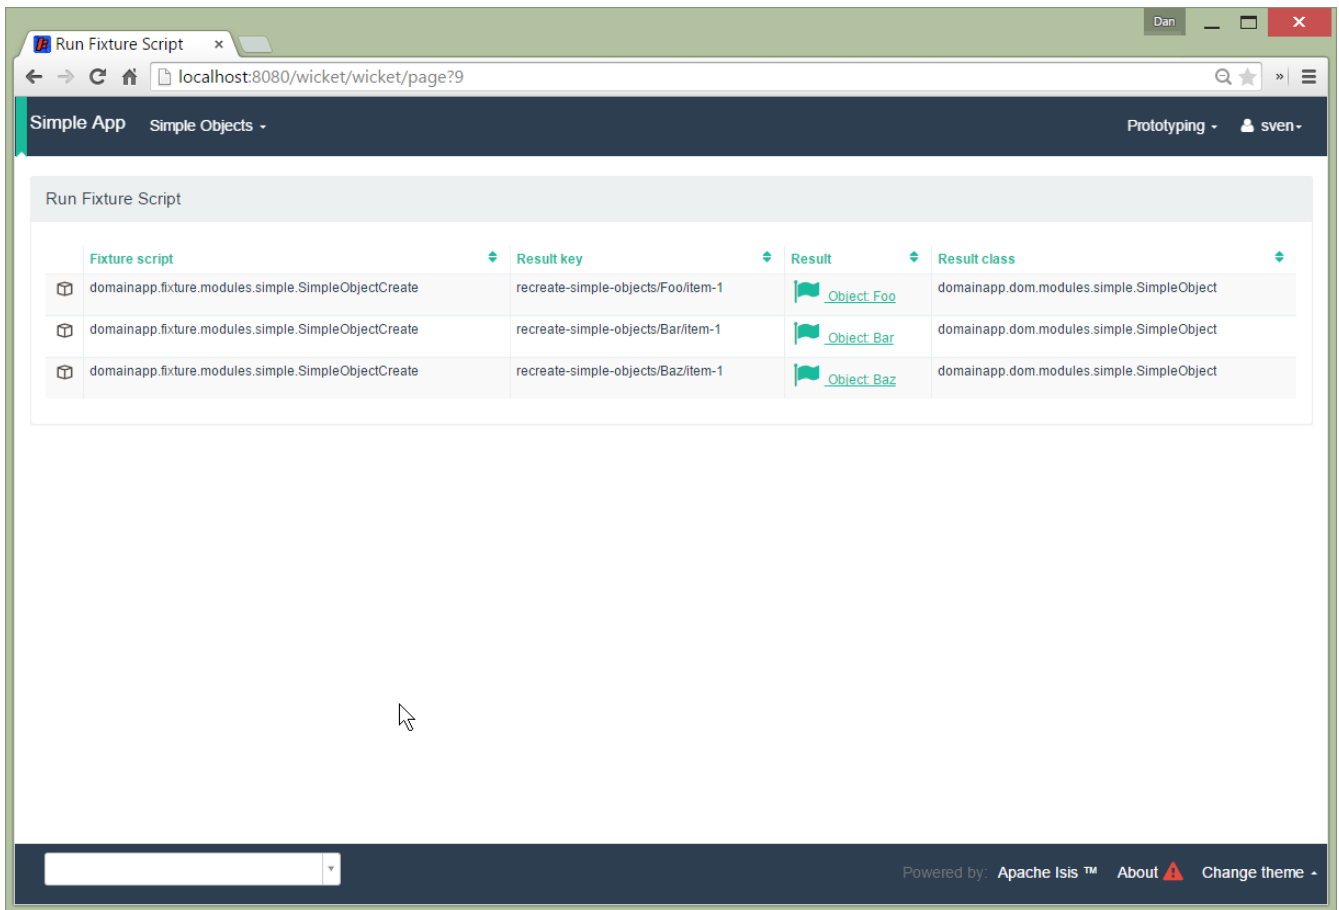 Dan
Run Fixture Script ×
localhost:8080/wicket/wicket/page?9 »
Simple App Simple Objects Prototyping sven
Run Fixture Script
Fixture script Result key Result Result class
domainapp.fixture.modules.simple.SimpleObjectCreate recreate-simple-objects/Foo/item-1 Object: Foo domainapp.dom.modules.simple.SimpleObject
domainapp.fixture.modules.simple.SimpleObjectCreate recreate-simple-objects/Bar/item-1 Object: Bar domainapp.dom.modules.simple.SimpleObject
domainapp.fixture.modules.simple.SimpleObjectCreate recreate-simple-objects/Baz/item-1 Object: Baz domainapp.dom.modules.simple.SimpleObject
Powered by: Apache Isis ™ About Change theme